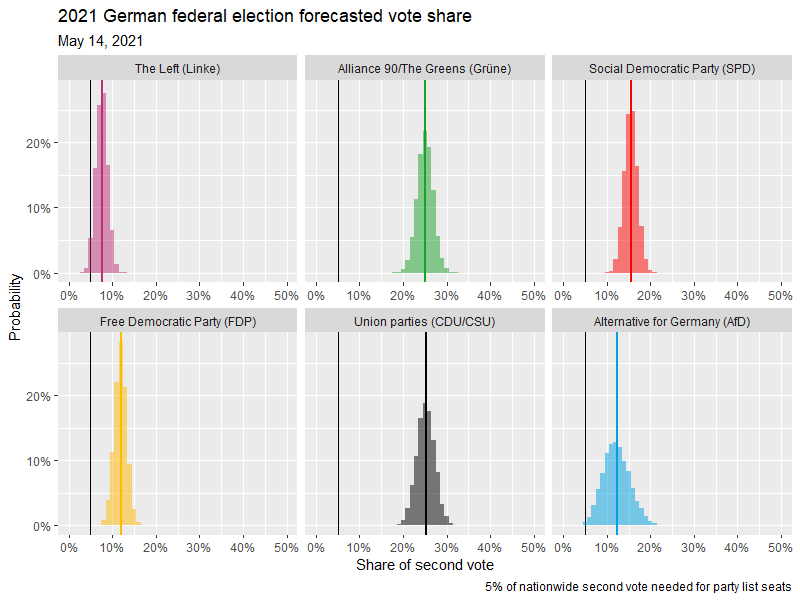 2021 German federal election forecasted vote share
May 14, 2021
The Left (Linke) Alliance 90/The Greens (Grüne) Social Democratic Party (SPD)
20%
10%
0%
0% 10% 20% 30% 40% 50% 0% 10% 20% 30% 40% 50% 0% 10% 20% 30% 40% 50%
Probability
Free Democratic Party (FDP) Union parties (CDU/CSU) Alternative for Germany (AfD)
20%
10%
0%
0% 10% 20% 30% 40% 50% 0% 10% 20% 30% 40% 50% 0% 10% 20% 30% 40% 50%
Share of second vote
5% of nationwide second vote needed for party list seats